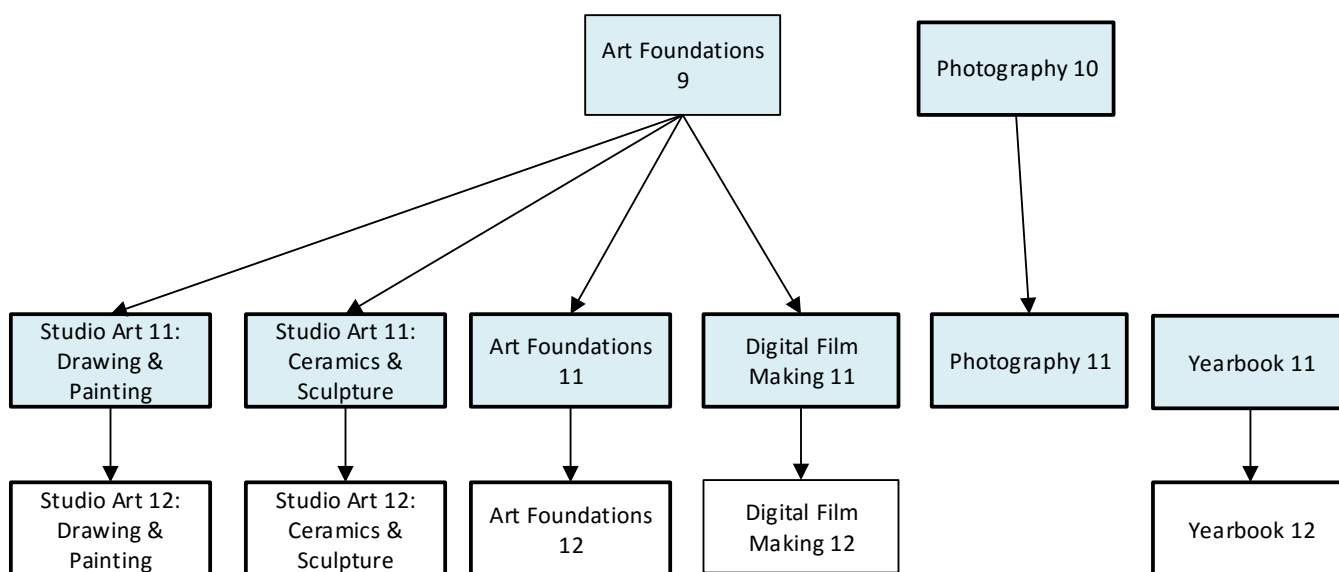 Art Foundations
9
Photography 10
Studio Art 11:
Drawing &
Painting
Studio Art 11:
Ceramics &
Sculpture
Art Foundations
11
Digital Film
Making 11
Photography 11
Yearbook 11
Studio Art 12:
Drawing &
Painting
Studio Art 12:
Ceramics &
Sculpture
Art Foundations
12
Digital Film
Making 12
Yearbook 12